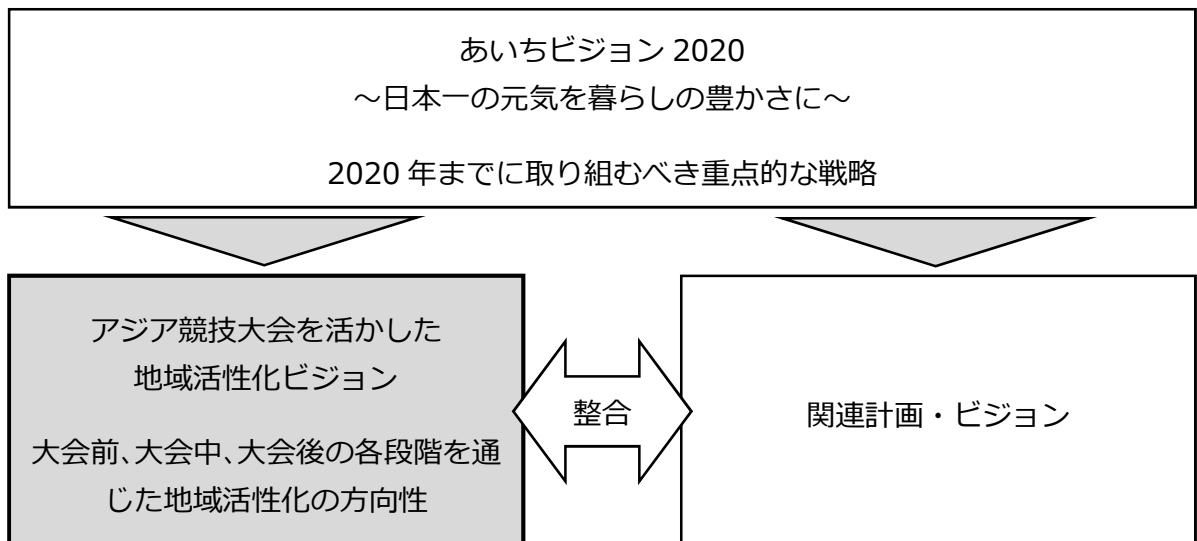 あいちビジョン 2020
～日本一の元気を暮らしの豊かさに～
2020 年までに取り組むべき重点的な戦略
アジア競技大会を活かした
地域活性化ビジョン
大会前、大会中、大会後の各段階を通
じた地域活性化の方向性
整合
関連計画・ビジョン